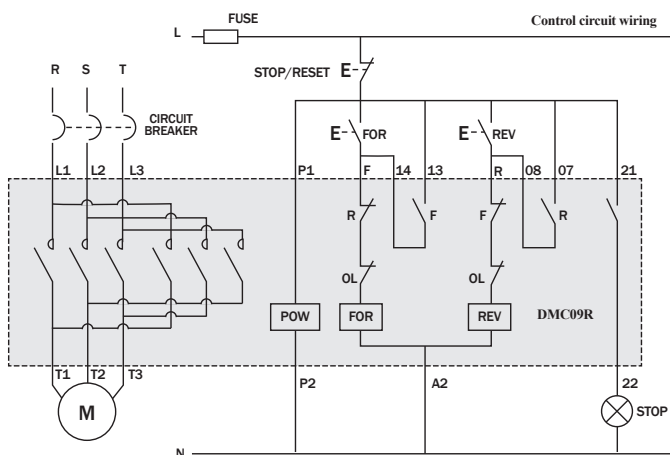 FUSE
Control circuit wiring
L
R S T
STOP/RESET E
CIRCUIT
BREAKER
E FOR
E REV
L1 L2 L3
P1 F 14 13 R 08 07 21
R F F R
OL OL
POW FOR REV DMC09R
T1 T2 T3
P2 A2 22
M
STOP
N